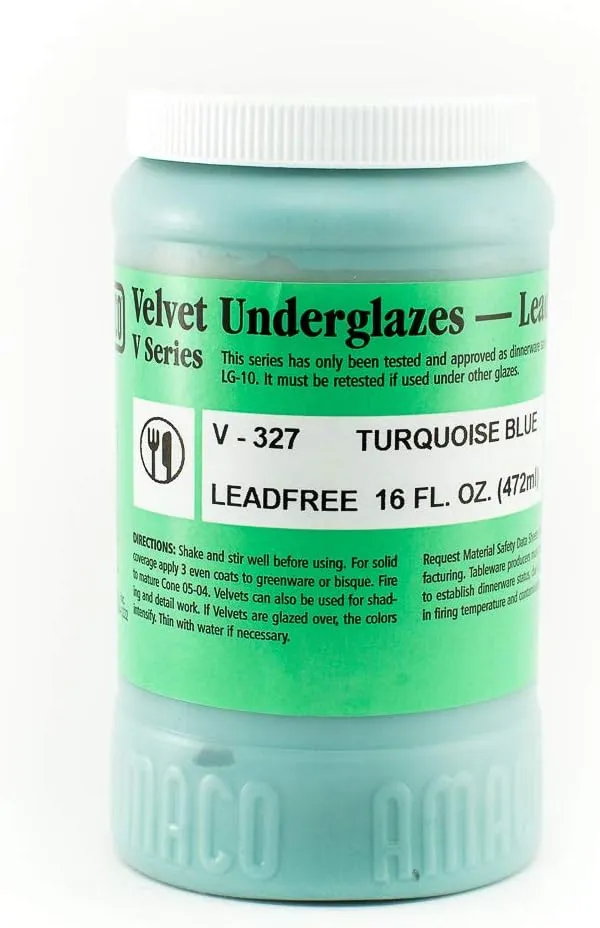 Velvet Underglazes —
V Series
This series has only been tested and approved as dinnerware
LG-10. It must be retested if used under other glazes.
V - 327 TURQUOISE BLUE
LEADFREE 16 FL. OZ. (472ml)
DIRECTIONS: Shake and stir well before using. For solid
coverage apply 3 even coats to greenware or bisque. Fire
to mature Cone 05-04. Velvets can also be used for shad-
ing and detail work. If Velvets are glazed over, the colors
intensify. Thin with water if necessary.
Request Material Safety Data
facturing. Tableware producers
to establish dinnerware status.
in firing temperature and
MACO AMA